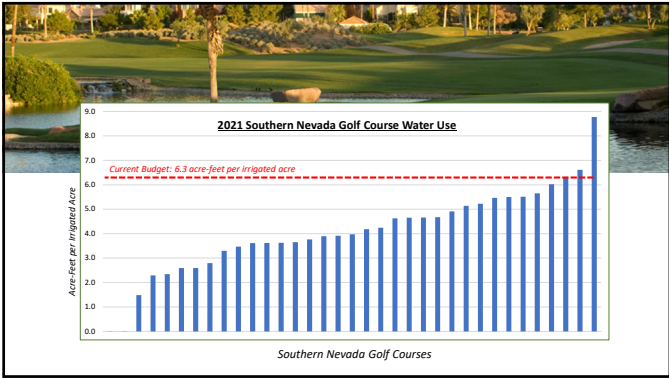 2021 Southern Nevada Golf Course Water Use
Current Budget: 6.3 acre-feet per irrigated acre
Acre-Feet per Irrigated Acre
9.0
8.0
7.0
6.0
5.0
4.0
3.0
2.0
1.0
0.0
Southern Nevada Golf Courses